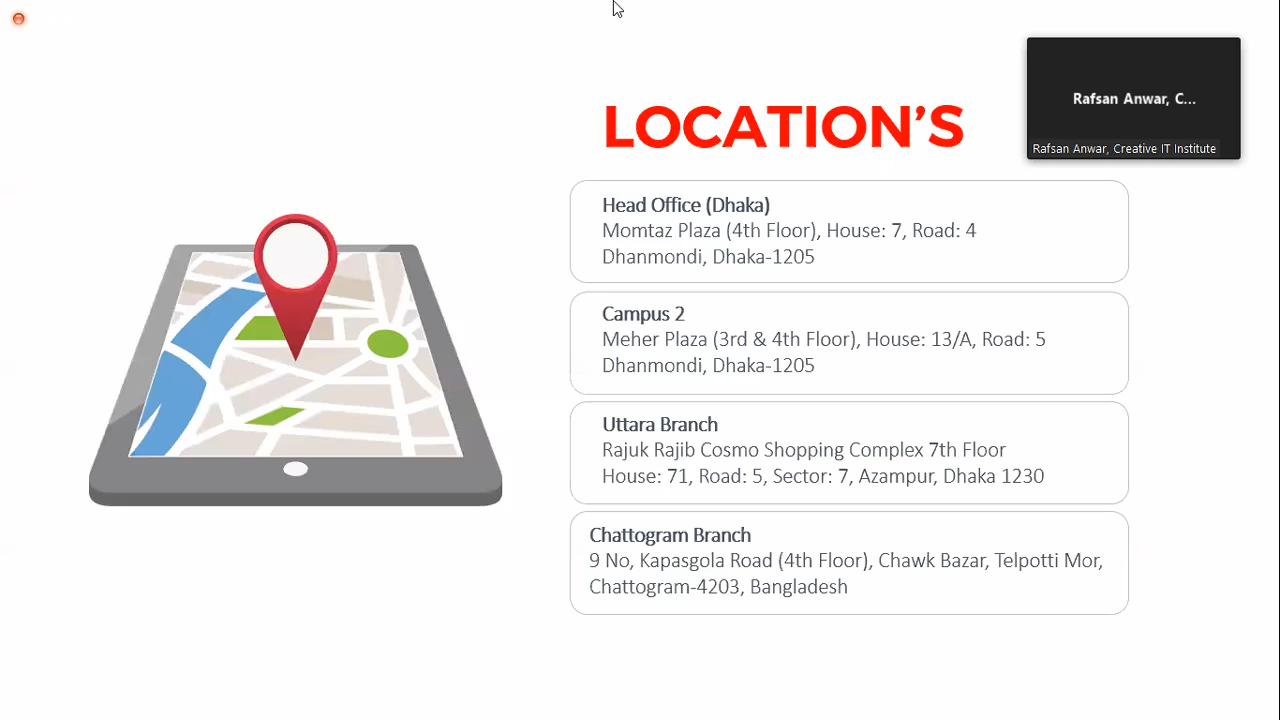 LOCATION’S
Rafsan Anwar, C...
Rafsan Anwar, Creative IT Institute
Head Office (Dhaka)
Momtaz Plaza (4th Floor), House: 7, Road: 4
Dhanmondi, Dhaka-1205
Campus 2
Meher Plaza (3rd & 4th Floor), House: 13/A, Road: 5
Dhanmondi, Dhaka-1205
Uttara Branch
Rajuk Rajib Cosmo Shopping Complex 7th Floor
House: 71, Road: 5, Sector: 7, Azampur, Dhaka 1230
Chattogram Branch
9 No, Kapasgola Road (4th Floor), Chawk Bazar, Telpotti Mor,
Chattogram-4203, Bangladesh